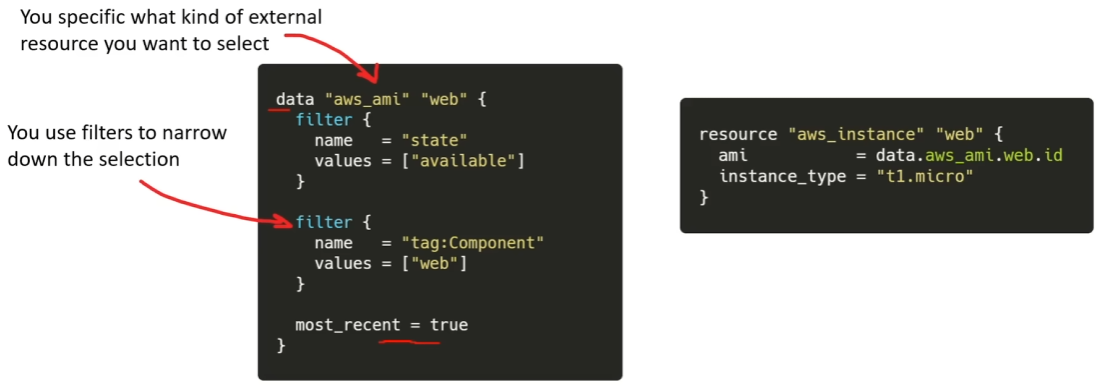 You specific what kind of external
resource you want to select
You use filters to narrow
down the selection
data "aws_ami" "web" {
  filter {
    name   = "state"
    values = ["available"]
  }

  filter {
    name   = "tag:Component"
    values = ["web"]
  }

  most_recent = true
}
resource "aws_instance" "web" {
  ami           = data.aws_ami.web.id
  instance_type = "t1.micro"
}